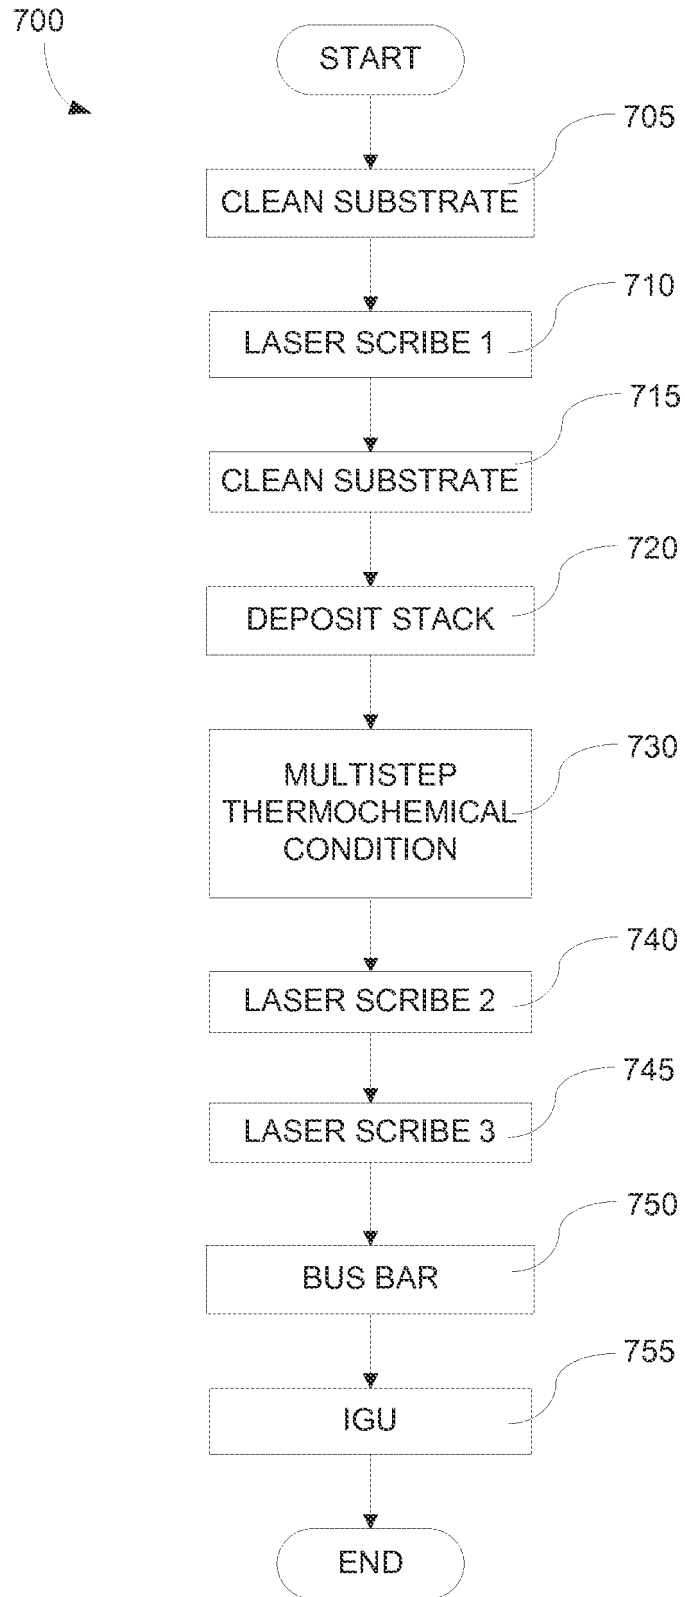 700
START
705
CLEAN SUBSTRATE
710
LASER SCRIBE 1
715
CLEAN SUBSTRATE
720
DEPOSIT STACK
730
MULTISTEP
THERMOCHEMICAL
CONDITION
740
LASER SCRIBE 2
745
LASER SCRIBE 3
750
BUS BAR
755
IGU
END